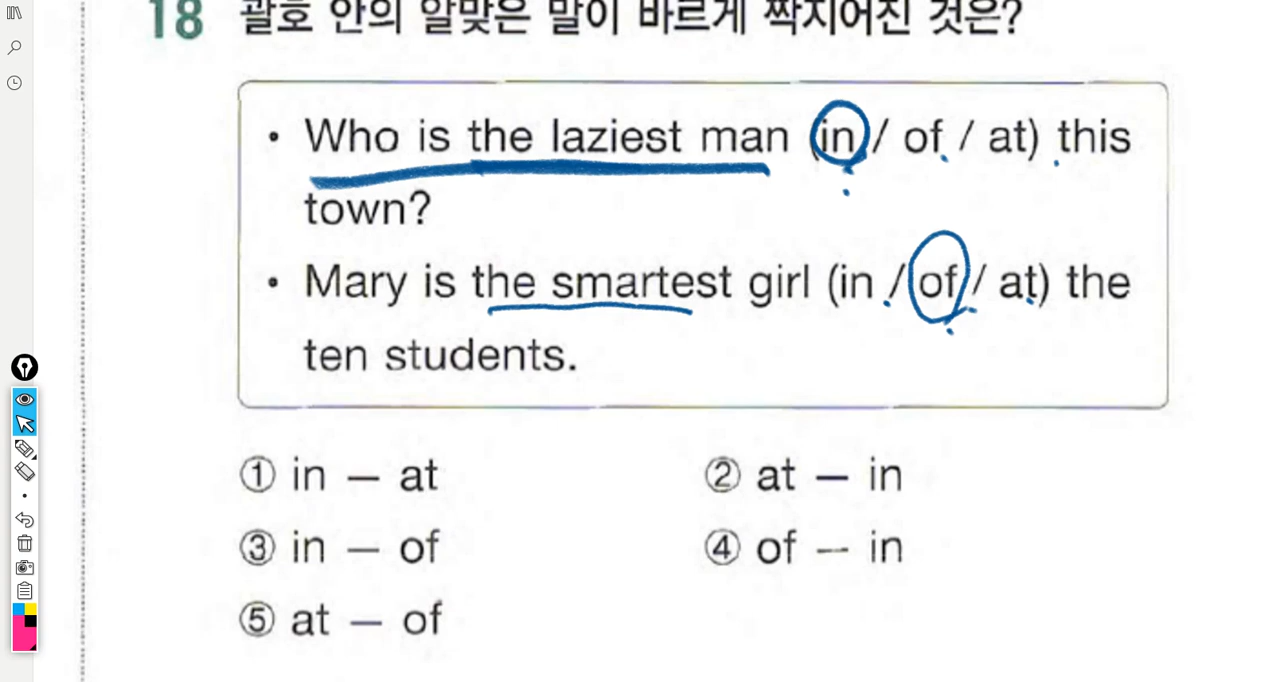 18 괄호 안의 알맞은 말이 바르게 짝지어진 것은?
• Who is the laziest man (in / of / at) this
town?
• Mary is the smartest girl (in / of / at) the
ten students.
① in – at ② at – in
③ in – of ④ of – in
⑤ at – of